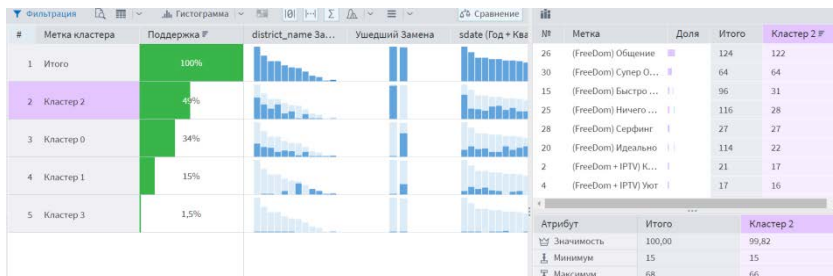 Фильтрация Гистограмма Сравнение
# Метка кластера Поддержка district_name За... Ушедший Замена sdate (Год + Ква
1 Итого 100%
2 Кластер 2 49%
3 Кластер 0 34%
4 Кластер 1 15%
5 Кластер 3 1,5%
№ Метка Доля Итого Кластер 2
26 (FreeDom) Общение 124 122
30 (FreeDom) Супер О... 64 64
15 (FreeDom) Быстро ... 96 31
25 (FreeDom) Ничего ... 116 28
28 (FreeDom) Серфинг 27 27
20 (FreeDom) Идеально 114 22
2 (FreeDom + IPTV) К... 21 17
4 (FreeDom + IPTV) Уют 17 16
Атрибут Итого Кластер 2
Значимость 100,00 99,82
Минимум 15 15
Максимум 68 66